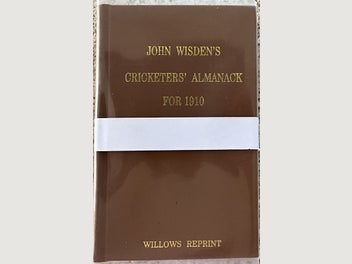 JOHN WISDEN'S
CRICKETERS' ALMANACK
FOR 1910
WILLOWS REPRINT